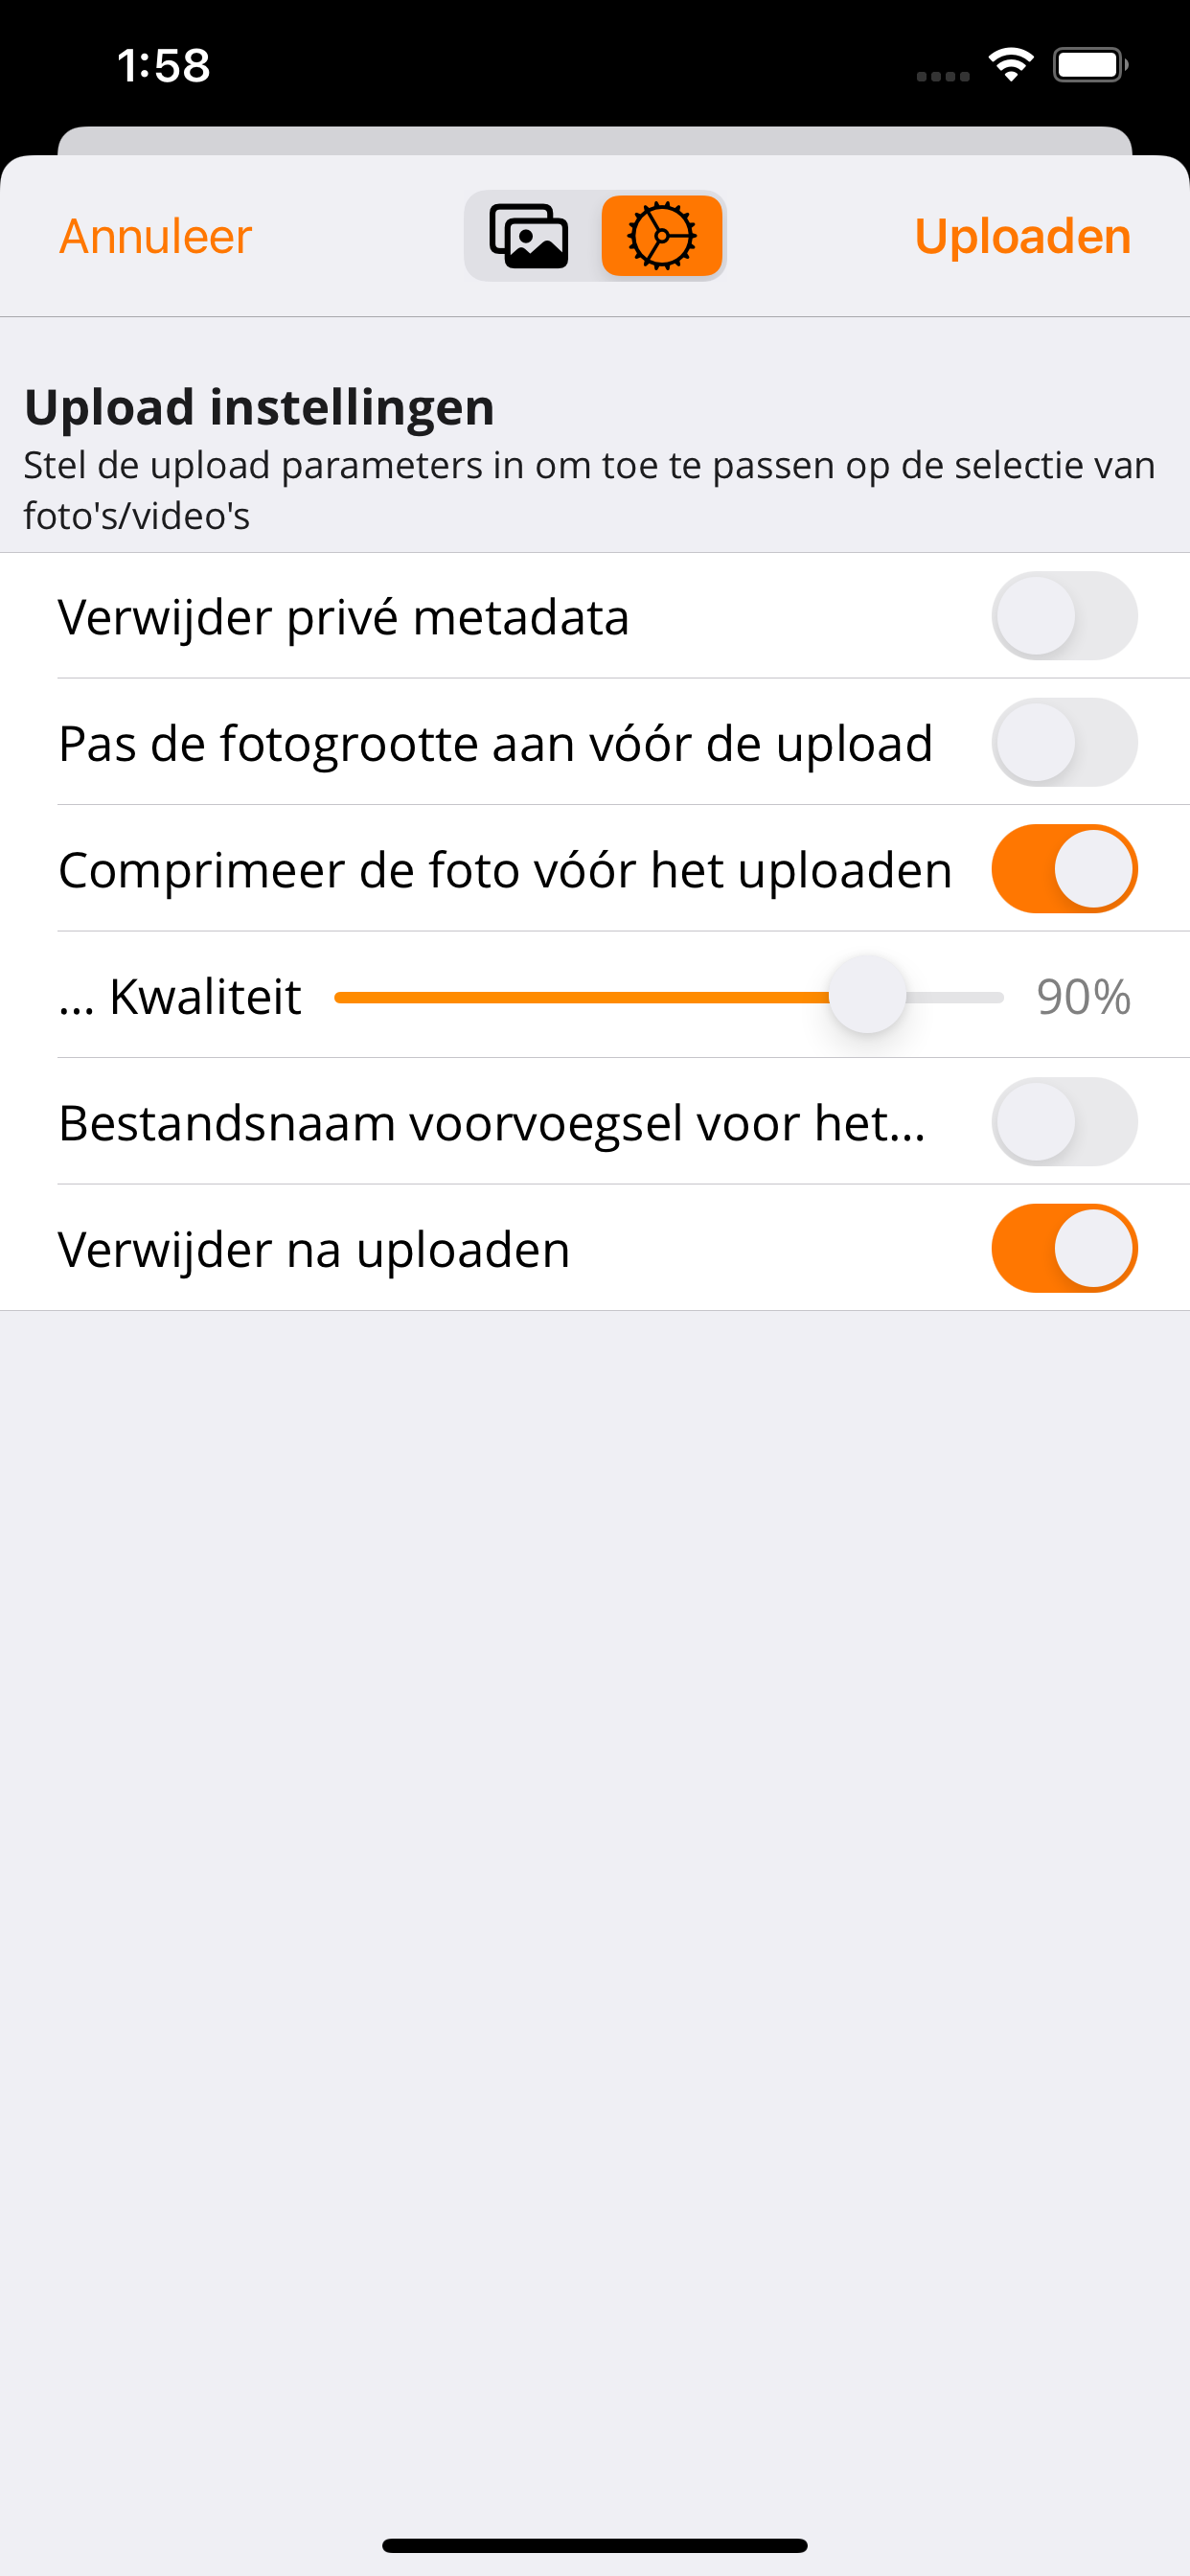 1:58
Annuleer
Uploaden
Upload instellingen
Stel de upload parameters in om toe te passen op de selectie van
foto's/video's
Verwijder privé metadata
Pas de fotogrootte aan vóór de upload
Comprimeer de foto vóór het uploaden
... Kwaliteit 90%
Bestandsnaam voorvoegsel voor het...
Verwijder na uploaden